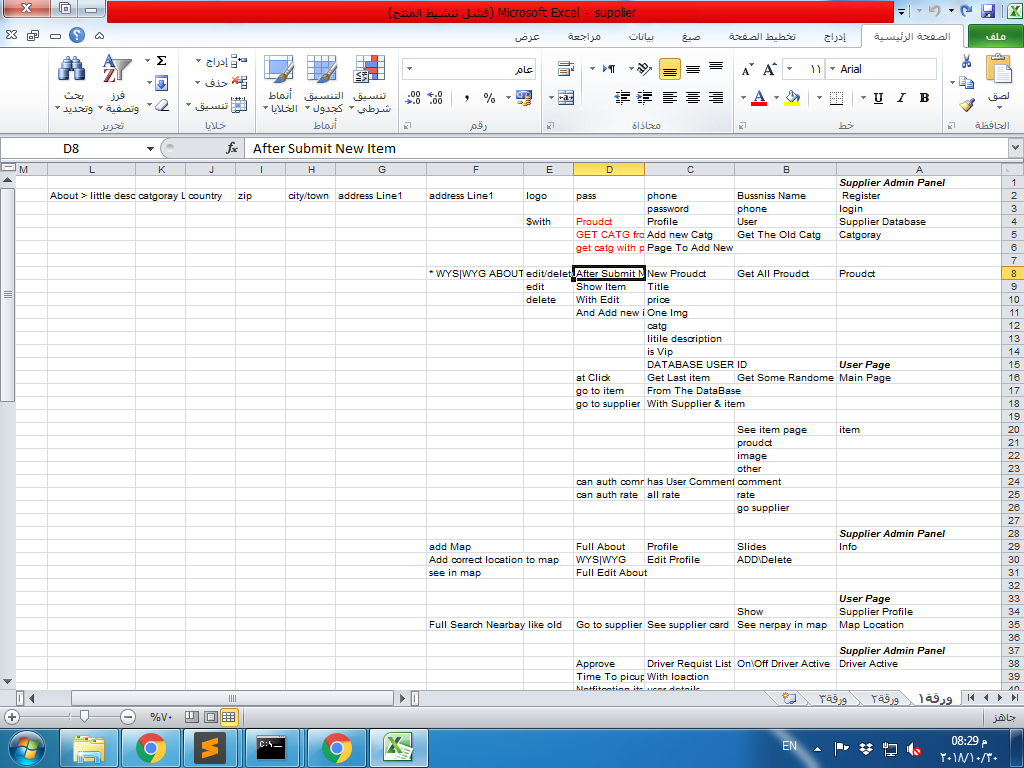 supplier - Microsoft Excel (فشل تنشيط المنتج)
ملف الصفحة الرئيسية إدراج تخطيط الصفحة صيغ بيانات مراجعة عرض
لصق
Arial ١١
B I U
عام
% ,
تنسيق شرطي
التنسيق كجدول
أنماط الخلايا
إدراج
حذف
تنسيق
Σ
فرز وتصفية
بحث وتحديد
الحافظة خط محاذاة رقم أنماط خلايا تحرير
D8 fx After Submit New Item
M L K J I H G F E D C B A
1 Supplier Admin Panel
2 Register Bussniss Name phone pass logo address Line1 address Line1 city/town zip country catgoray L About > little desc
3 login phone password
4 Supplier Database User Profile Proudct $with
5 Catgoray Get The Old Catg Add new Catg GET CATG fro
6 Page To Add New get catg with p
7
8 Proudct Get All Proudct New Proudct After Submit N edit/delet * WYS|WYG ABOUT
9 Title Show Item edit
10 price With Edit delete
11 One Img And Add new i
12 catg
13 litile description
14 is Vip
15 User Page DATABASE USER ID
16 Main Page Get Some Randome Get Last item at Click
17 From The DataBase go to item
18 With Supplier & item go to supplier
19
20 item See item page
21 proudct
22 image
23 other
24 comment has User Comment can auth comr
25 rate all rate can auth rate
26 go supplier
27
28 Supplier Admin Panel
29 Info Slides Profile Full About add Map
30 ADD\Delete Edit Profile WYS|WYG Add correct location to map
31 Full Edit About see in map
32
33 User Page
34 Supplier Profile Show
35 Map Location See nerpay in map See supplier card Go to supplier Full Search Nearbay like old
36
37 Supplier Admin Panel
38 Driver Active On\Off Driver Active Driver Requist List Approve
39 With loaction Time To picup
40 user details Notfitcation its
ورقة١ ورقة٢ ورقة٣
جاهز %٧٠
C:\
EN
08:29 م
٢٠١٨/١٠/٣٠